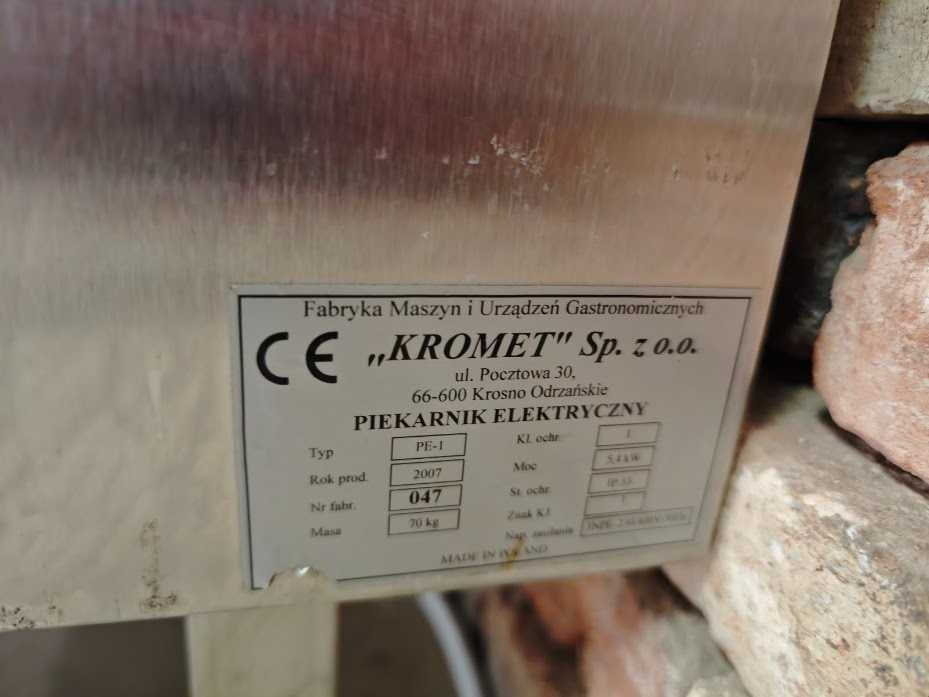 Fabryka Maszyn i Urządzeń Gastronomicznych
CE „KROMET" Sp. z o.o.
ul. Pocztowa 30,
66-600 Krosno Odrzańskie
PIEKARNIK ELEKTRYCZNY
Typ PE-1 Kl. ochr. 1
Rok prod. 2007 Moc 5,4 kW
Nr fabr. 047 St. ochr.
Masa 70 kg Znak KJ 1
Nap. zasilania
MADE IN POLAND